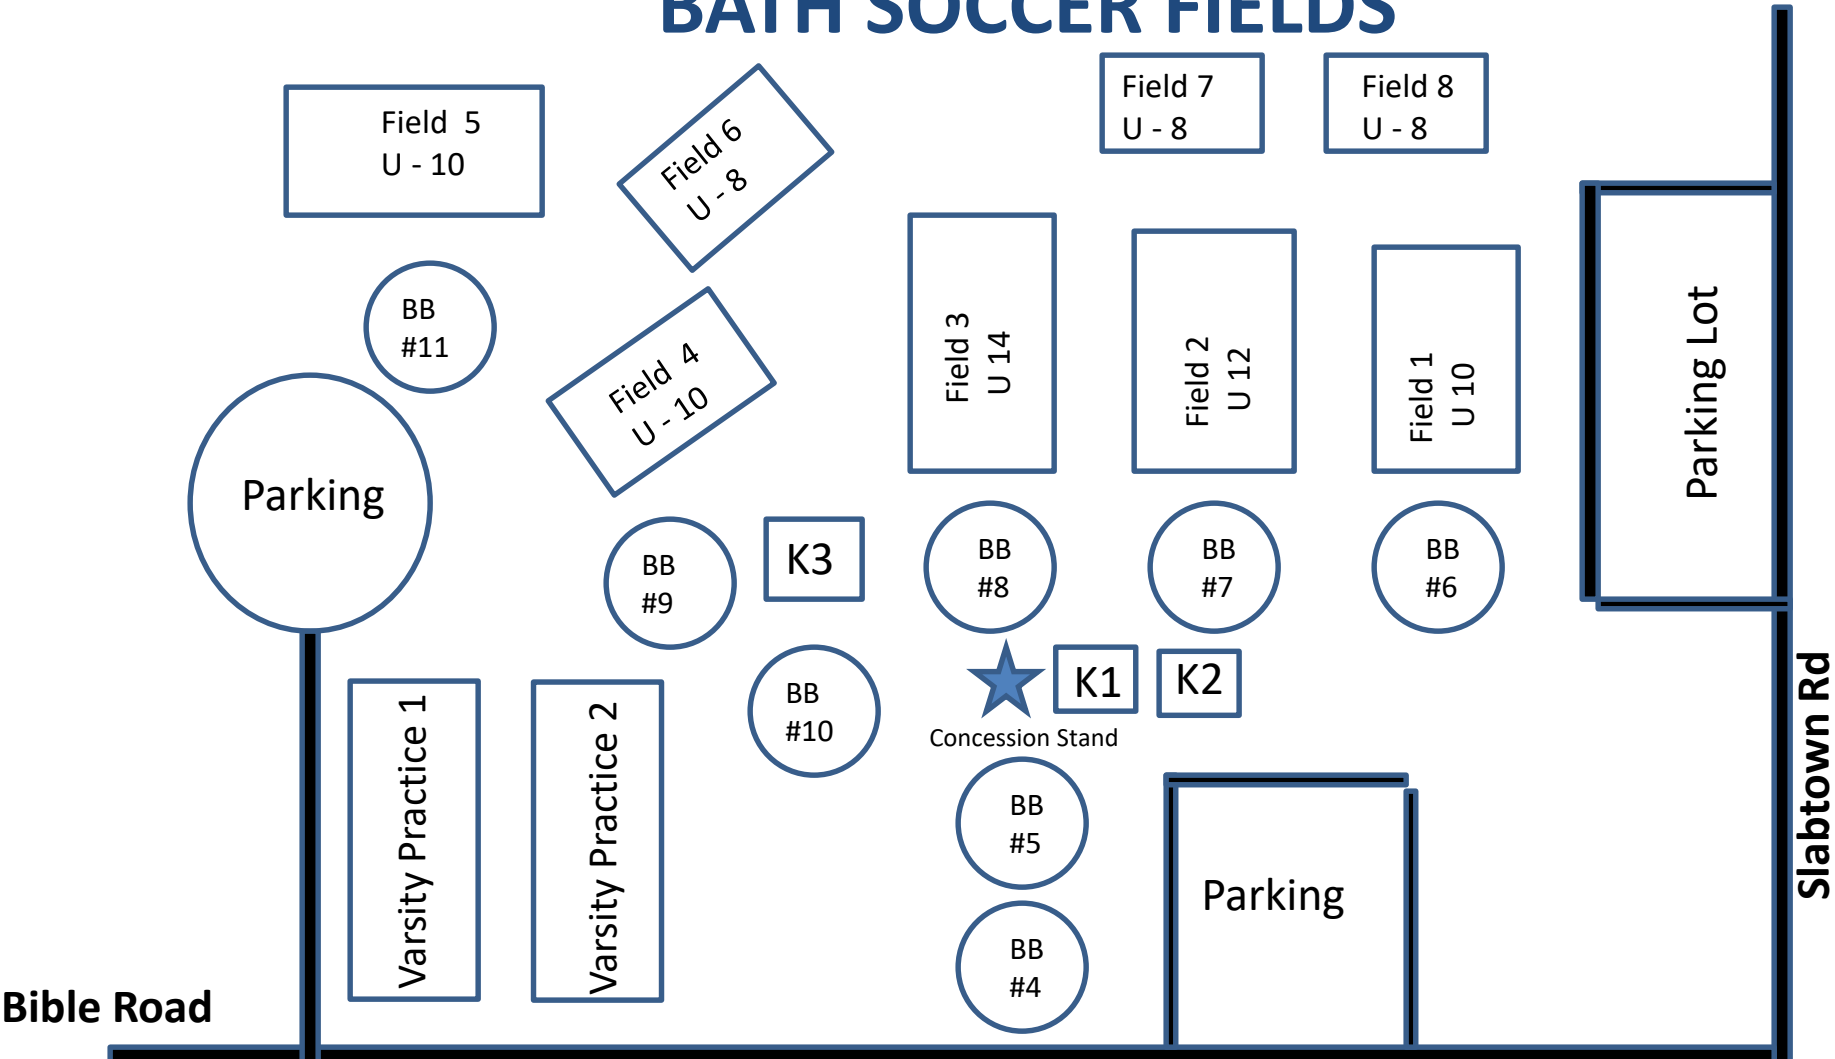 BATH SOCCER FIELDS
Field 5
U - 10
Field 6
U - 8
Field 7
U - 8
Field 8
U - 8
BB
#11
Field 4
U - 10
Field 3
U 14
Field 2
U 12
Field 1
U 10
Parking Lot
Parking
BB
#9
K3
BB
#8
BB
#7
BB
#6
BB
#10
K1
K2
Concession Stand
Varsity Practice 1
Varsity Practice 2
BB
#5
Parking
BB
#4
Slabtown Rd
Bible Road